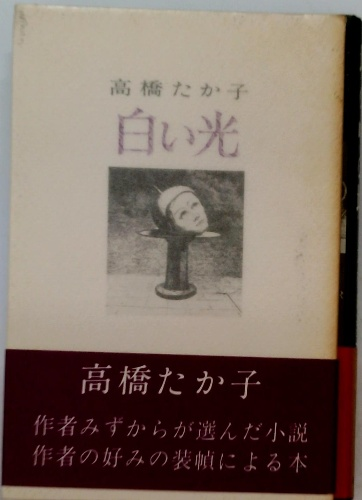 高橋たか子
白い光
高橋たか子
作者みずからが選んだ小説
作者の好みの装幀による本